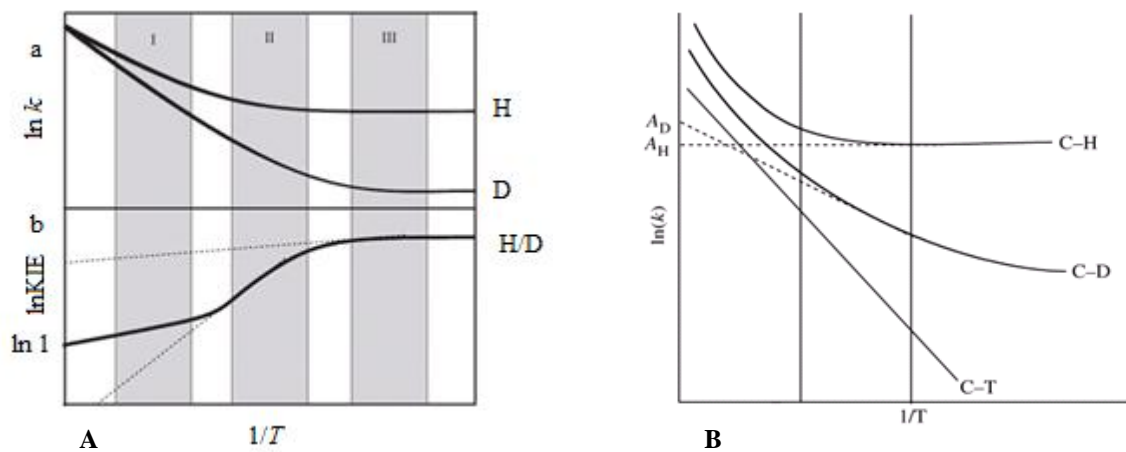 a
I II III
ln k
H
D
b
lnKIE
H/D
ln 1
1/T
A
A_D
A_H
ln(k)
C–H
C–D
C–T
1/T
B